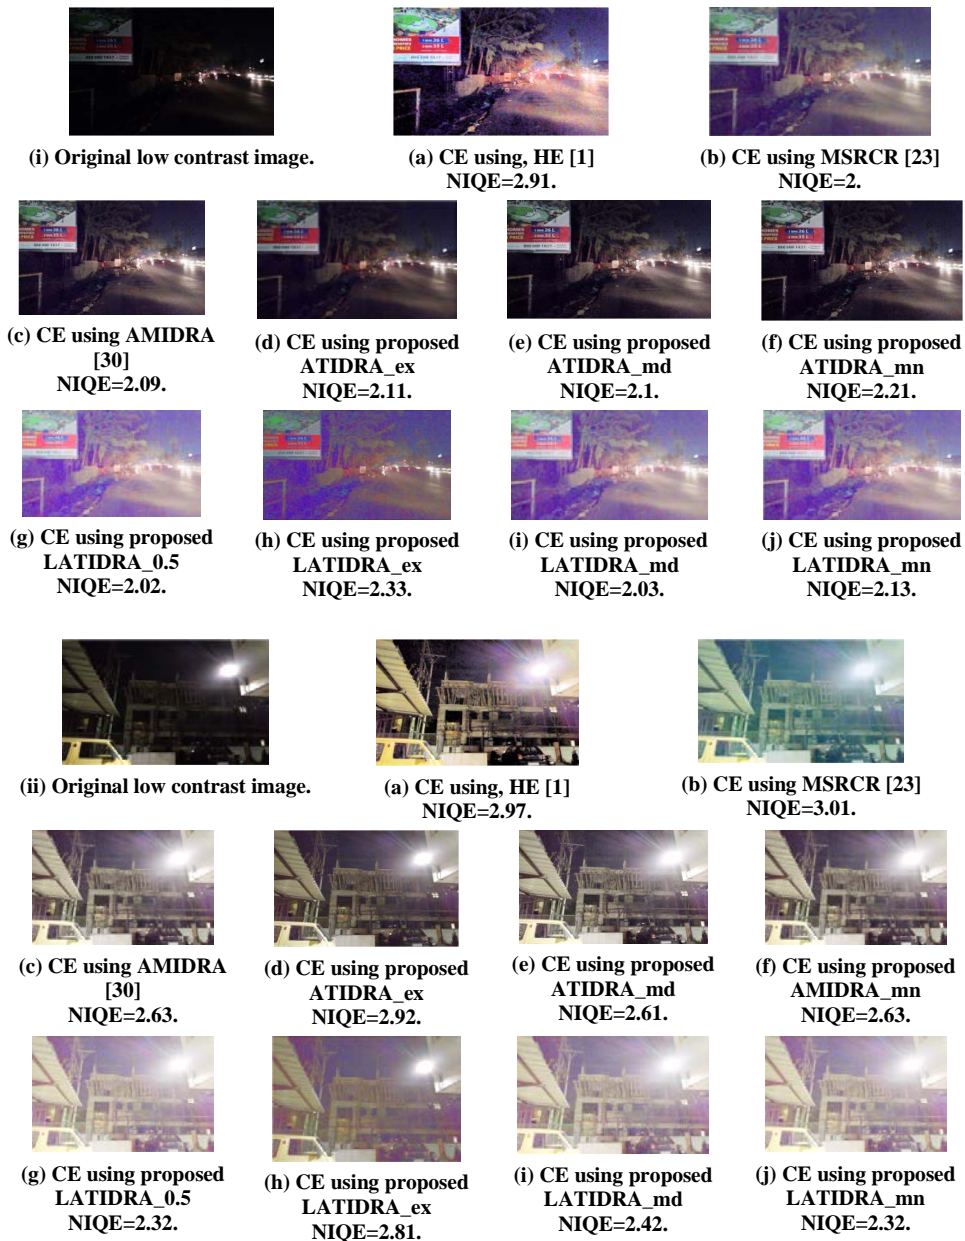 (i) Original low contrast image.
(a) CE using, HE [1]
NIQE=2.91.
(b) CE using MSRCR [23]
NIQE=2.
(c) CE using AMIDRA
[30]
NIQE=2.09.
(d) CE using proposed
ATIDRA_ex
NIQE=2.11.
(e) CE using proposed
ATIDRA_md
NIQE=2.1.
(f) CE using proposed
ATIDRA_mn
NIQE=2.21.
(g) CE using proposed
LATIDRA_0.5
NIQE=2.02.
(h) CE using proposed
LATIDRA_ex
NIQE=2.33.
(i) CE using proposed
LATIDRA_md
NIQE=2.03.
(j) CE using proposed
LATIDRA_mn
NIQE=2.13.
(ii) Original low contrast image.
(a) CE using, HE [1]
NIQE=2.97.
(b) CE using MSRCR [23]
NIQE=3.01.
(c) CE using AMIDRA
[30]
NIQE=2.63.
(d) CE using proposed
ATIDRA_ex
NIQE=2.92.
(e) CE using proposed
ATIDRA_md
NIQE=2.61.
(f) CE using proposed
AMIDRA_mn
NIQE=2.63.
(g) CE using proposed
LATIDRA_0.5
NIQE=2.32.
(h) CE using proposed
LATIDRA_ex
NIQE=2.81.
(i) CE using proposed
LATIDRA_md
NIQE=2.42.
(j) CE using proposed
LATIDRA_mn
NIQE=2.32.